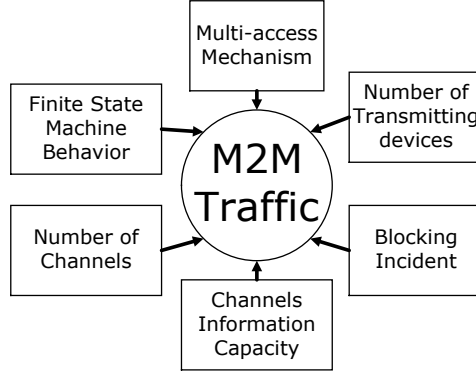 Multi-access
Mechanism
Finite State
Machine
Behavior
Number of
Transmitting
devices
M2M
Traffic
Number of
Channels
Blocking
Incident
Channels
Information
Capacity